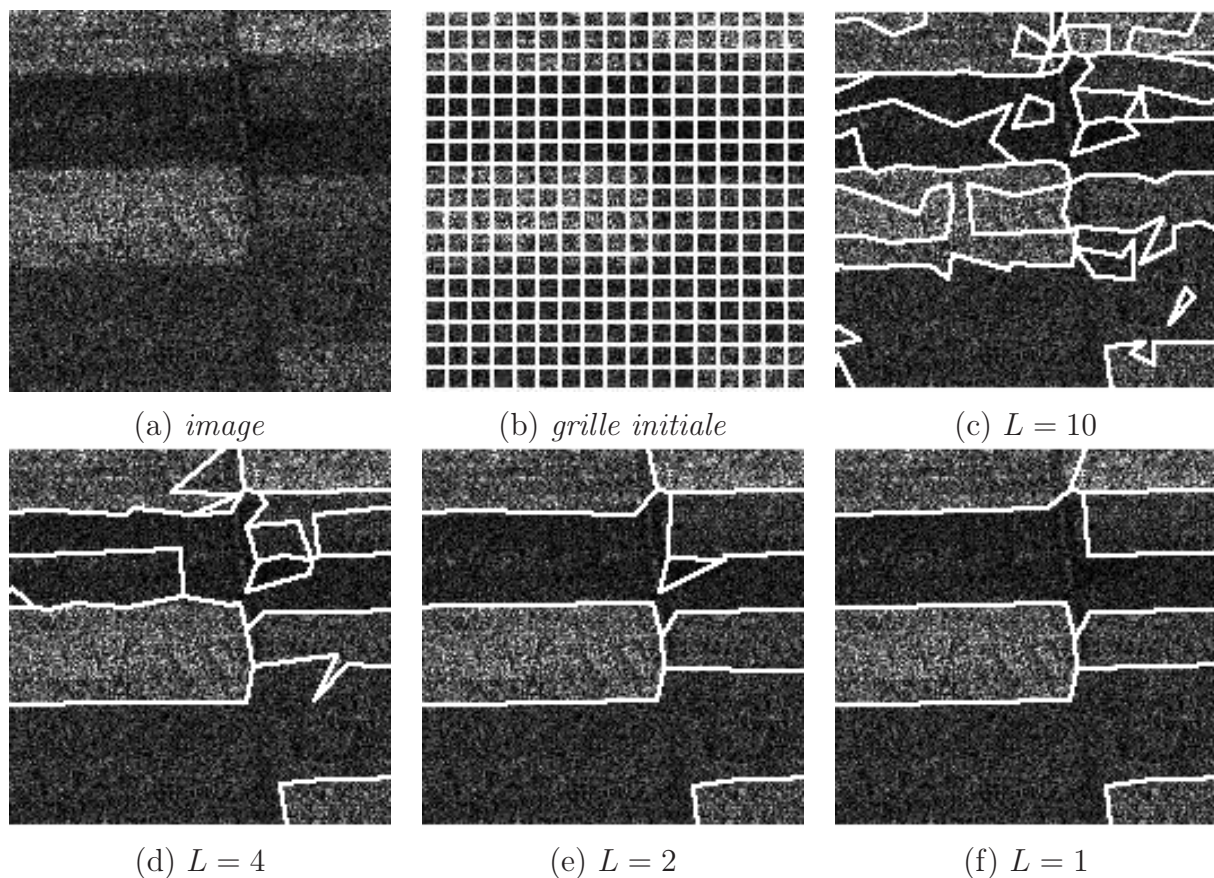 (a) image
(b) grille initiale
(c) L = 10
(d) L = 4
(e) L = 2
(f) L = 1